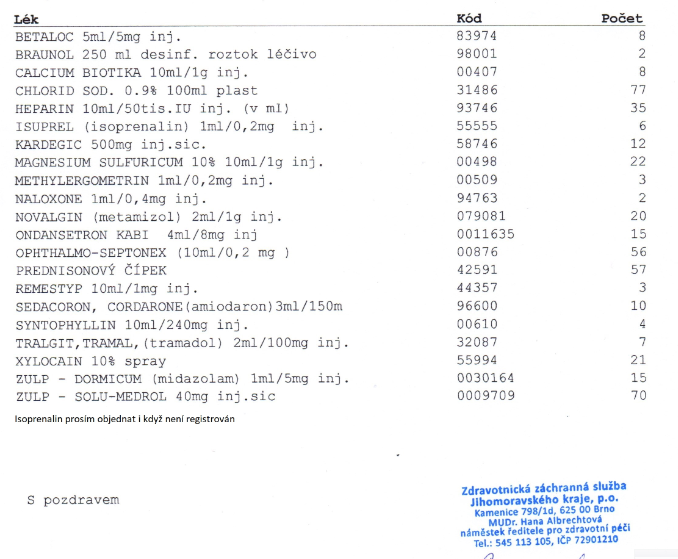 Lék Kód Počet
BETALOC 5ml/5mg inj. 83974 8
BRAUNOL 250 ml desinf. roztok léčivo 98001 2
CALCIUM BIOTIKA 10ml/1g inj. 00407 8
CHLORID SOD. 0.9% 100ml plast 31486 77
HEPARIN 10ml/50tis.IU inj. (v ml) 93746 35
ISUPREL (isoprenalin) 1ml/0,2mg inj. 55555 6
KARDEGIC 500mg inj.sic. 58746 12
MAGNESIUM SULFURICUM 10% 10ml/1g inj. 00498 22
METHYLERGOMETRIN 1ml/0,2mg inj. 00509 3
NALOXONE 1ml/0,4mg inj. 94763 2
NOVALGIN (metamizol) 2ml/1g inj. 079081 20
ONDANSETRON KABI 4ml/8mg inj 0011635 15
OPHTHALMO-SEPTONEX (10ml/0,2 mg ) 00876 56
PREDNISONOVÝ ČÍPEK 42591 57
REMESTYP 10ml/1mg inj. 44357 3
SEDACORON, CORDARONE(amiodaron)3ml/150m 96600 10
SYNTOPHYLLIN 10ml/240mg inj. 00610 4
TRALGIT,TRAMAL,(tramadol) 2ml/100mg inj. 32087 7
XYLOCAIN 10% spray 55994 21
ZULP - DORMICUM (midazolam) 1ml/5mg inj. 0030164 15
ZULP - SOLU-MEDROL 40mg inj.sic 0009709 70
Isoprenalin prosím objednat i když není registrován
S pozdravem
Zdravotnická záchranná služba
Jihomoravského kraje, p.o.
Kamenice 798/1d, 625 00 Brno
MUDr. Hana Albrechtová
náměstek ředitele pro zdravotní péči
Tel.: 545 113 105, IČP 72901210